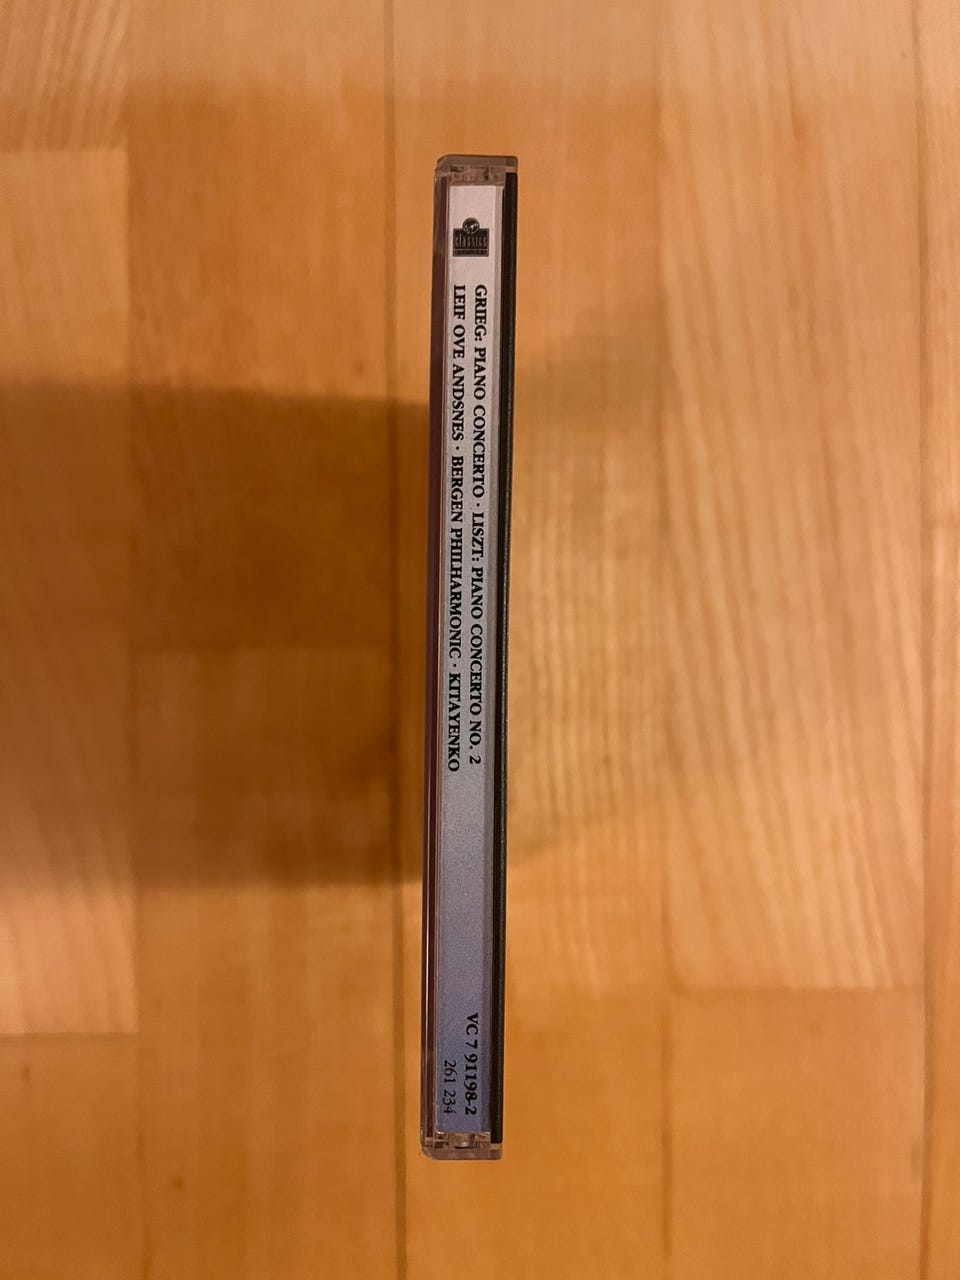 classics
GRIEG: PIANO CONCERTO · LISZT: PIANO CONCERTO NO. 2
LEIF OVE ANDSNES · BERGEN PHILHARMONIC · KITAYENKO
VC 7 91198-2
261 234